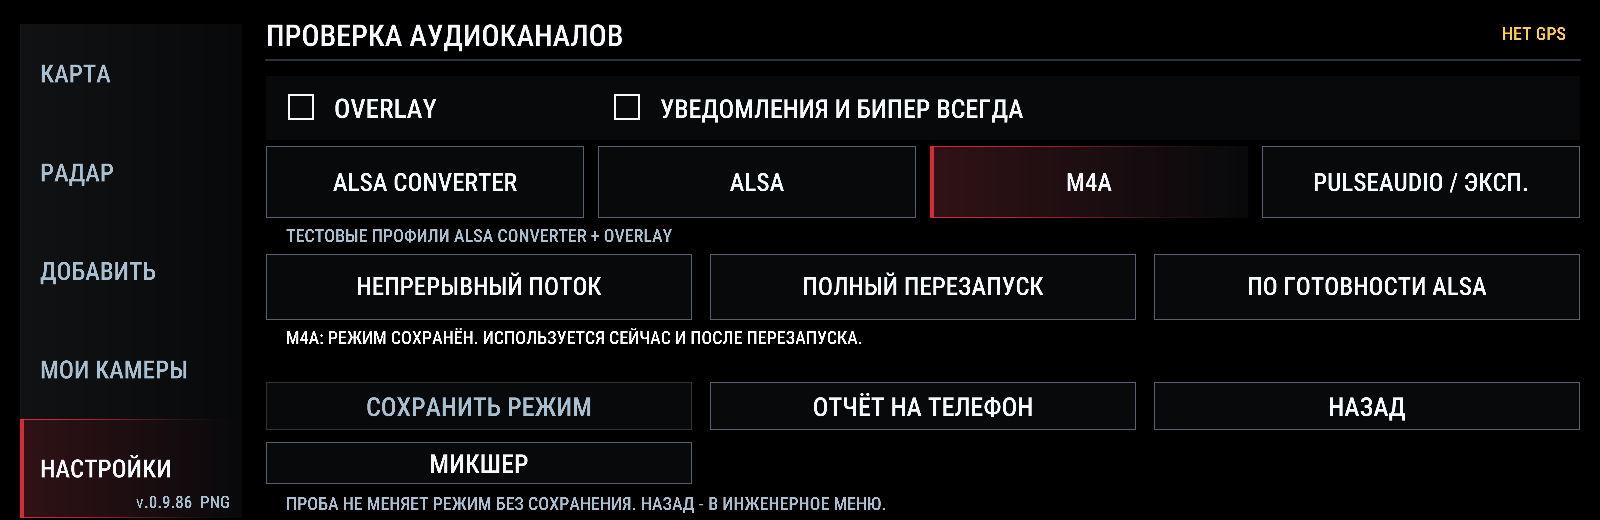 ПРОВЕРКА АУДИОКАНАЛОВ
НЕТ GPS
КАРТА
РАДАР
ДОБАВИТЬ
МОИ КАМЕРЫ
НАСТРОЙКИ
v.0.9.86 PNG
OVERLAY
УВЕДОМЛЕНИЯ И БИПЕР ВСЕГДА
ALSA CONVERTER
ALSA
M4A
PULSEAUDIO / ЭКСП.
ТЕСТОВЫЕ ПРОФИЛИ ALSA CONVERTER + OVERLAY
НЕПРЕРЫВНЫЙ ПОТОК
ПОЛНЫЙ ПЕРЕЗАПУСК
ПО ГОТОВНОСТИ ALSA
M4A: РЕЖИМ СОХРАНЁН. ИСПОЛЬЗУЕТСЯ СЕЙЧАС И ПОСЛЕ ПЕРЕЗАПУСКА.
СОХРАНИТЬ РЕЖИМ
ОТЧЁТ НА ТЕЛЕФОН
НАЗАД
МИКШЕР
ПРОБА НЕ МЕНЯЕТ РЕЖИМ БЕЗ СОХРАНЕНИЯ. НАЗАД - В ИНЖЕНЕРНОЕ МЕНЮ.